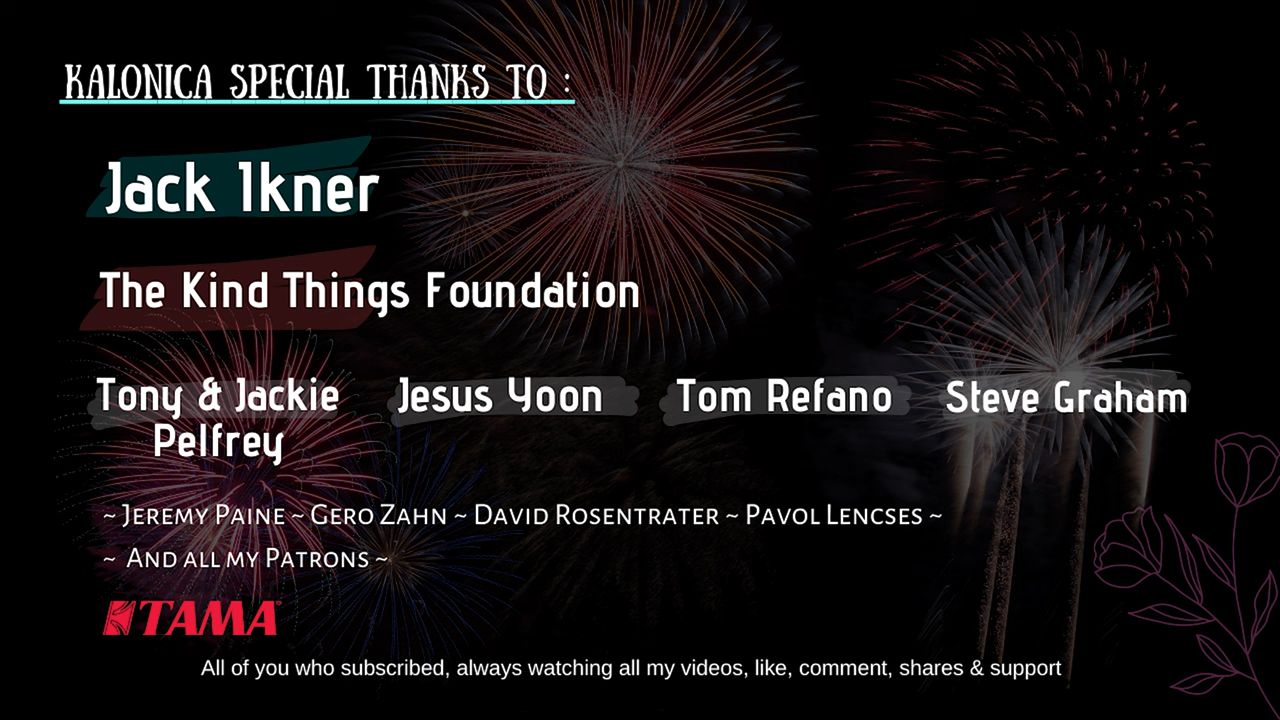 KALONICA SPECIAL THANKS TO :
Jack Ikner
The Kind Things Foundation
Tony & Jackie Pelfrey
Jesus Yoon
Tom Refano
Steve Graham
~ JEREMY PAINE ~ GERO ZAHN ~ DAVID ROSENTRATER ~ PAVOL LENCSES ~
~ AND ALL MY PATRONS ~
TAMA
All of you who subscribed, always watching all my videos, like, comment, shares & support